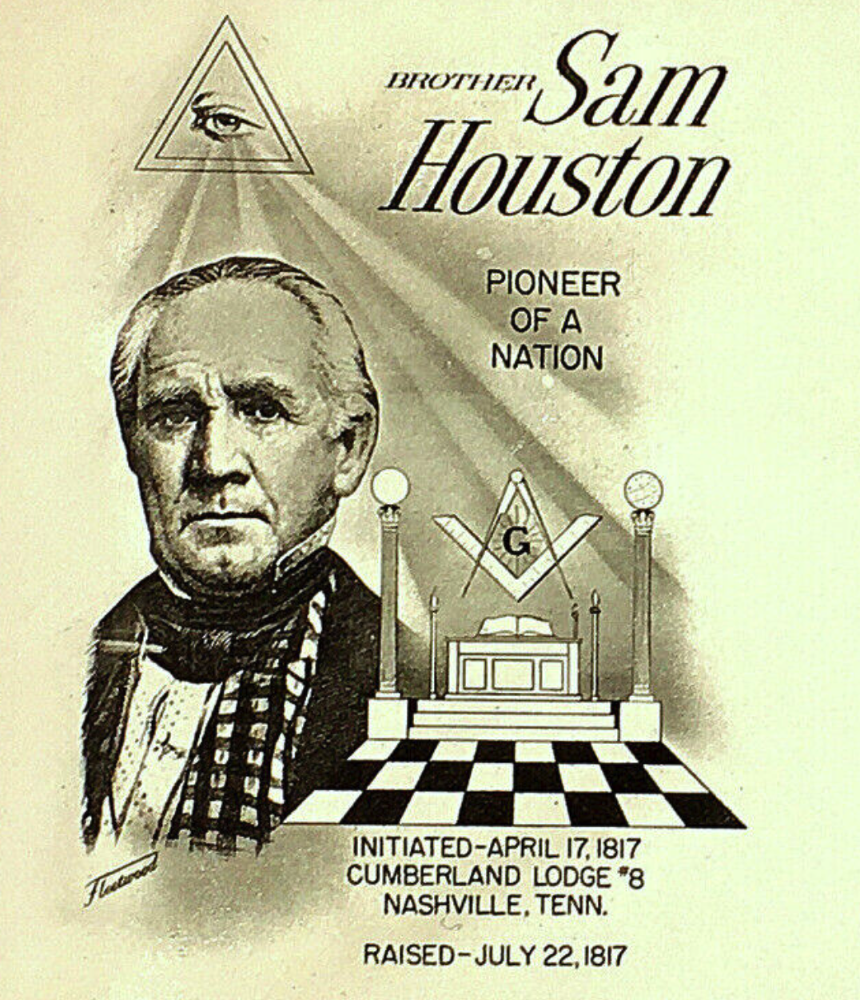 BROTHER Sam
Houston
PIONEER
OF A
NATION
G
INITIATED-APRIL 17, 1817
CUMBERLAND LODGE #8
NASHVILLE, TENN.
RAISED-JULY 22, 1817
Fleetwood